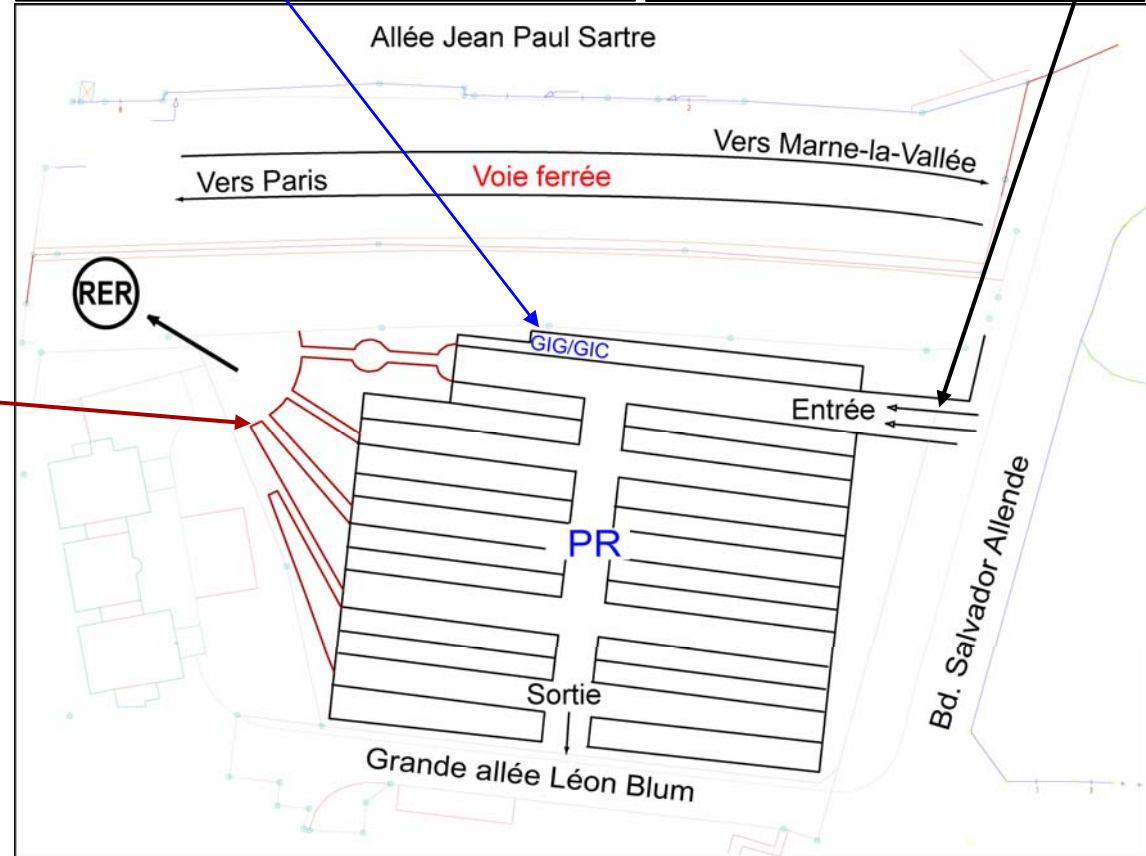 Allée Jean Paul Sartre
Vers Marne-la-Vallée
Vers Paris
Voie ferrée
RER
GIG/GIC
Entrée
PR
Bd. Salvador Allende
Sortie
Grande allée Léon Blum